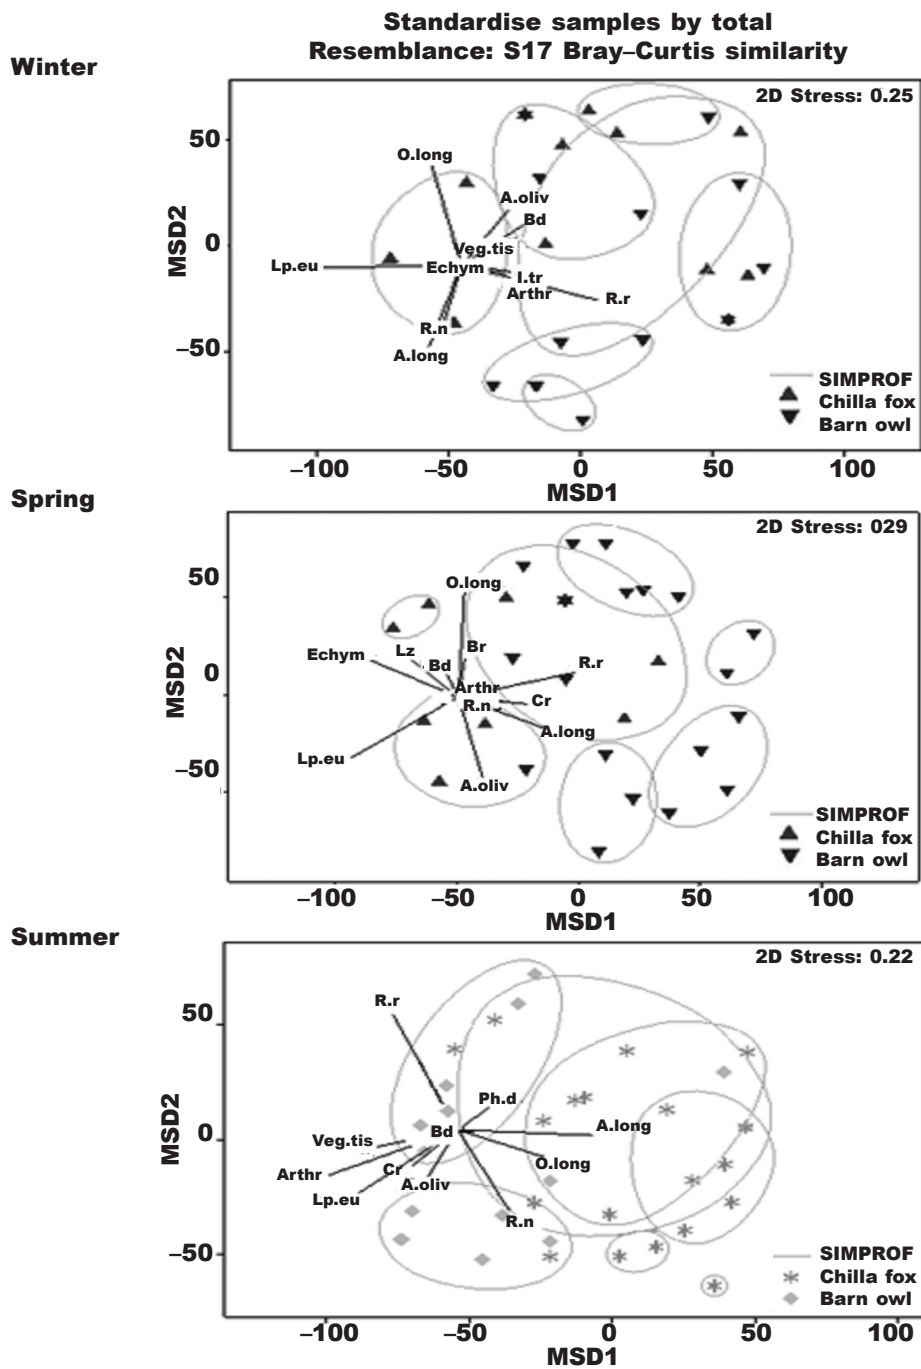 Standardise samples by total
Resemblance: S17 Bray–Curtis similarity
Winter
2D Stress: 0.25
50
O.long
A.oliv
Bd
MSD2
0
Veg.tis
Lp.eu
Echym
I.tr
Arthr
R.r
R.n
A.long
–50
SIMPROF
Chilla fox
Barn owl
–100
–50
0
50
100
MSD1
Spring
2D Stress: 029
50
O.long
Echym
Lz
Br
Bd
R.r
MSD2
0
Arthr
R.n
Cr
A.long
Lp.eu
–50
A.oliv
SIMPROF
Chilla fox
Barn owl
–100
–50
0
50
100
MSD1
Summer
2D Stress: 0.22
R.r
50
MSD2
Ph.d
0
Bd
A.long
Veg.tis
Arthr
Cr
O.long
Lp.eu
A.oliv
R.n
–50
SIMPROF
Chilla fox
Barn owl
–100
–50
0
50
100
MSD1